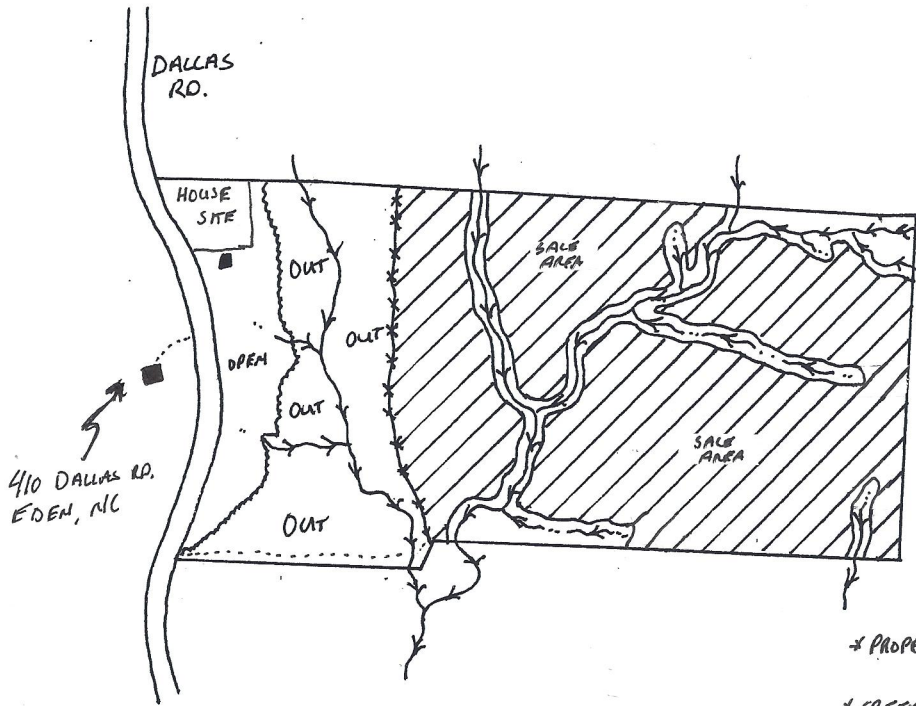 DALLAS
RD.
HOUSE
SITE
OUT
SALE
AREA
OUT
OPEN
OUT
SALE
AREA
410 DALLAS RD.
EDEN, NC
OUT
* PROPE